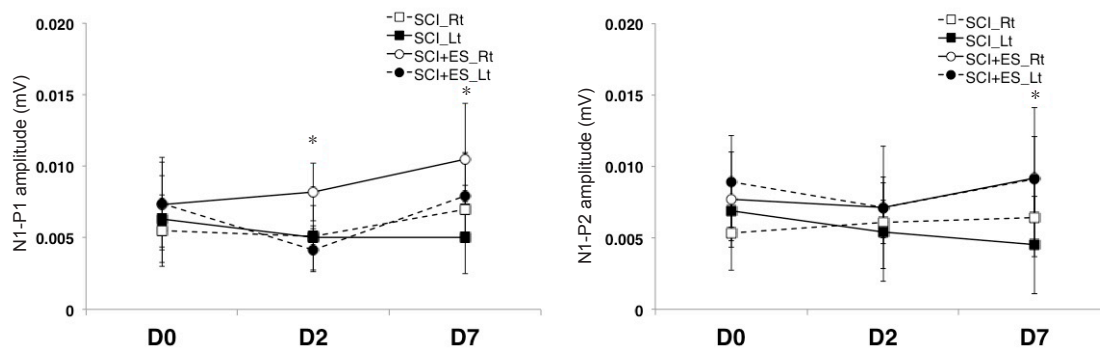 0.020
0.015
0.010
0.005
0
N1-P1 amplitude (mV)
SCI_Rt
SCI_Lt
SCI+ES_Rt
SCI+ES_Lt
*
*
D0
D2
D7
0.020
0.015
0.010
0.005
0
N1-P2 amplitude (mV)
SCI_Rt
SCI_Lt
SCI+ES_Rt
SCI+ES_Lt
*
D0
D2
D7